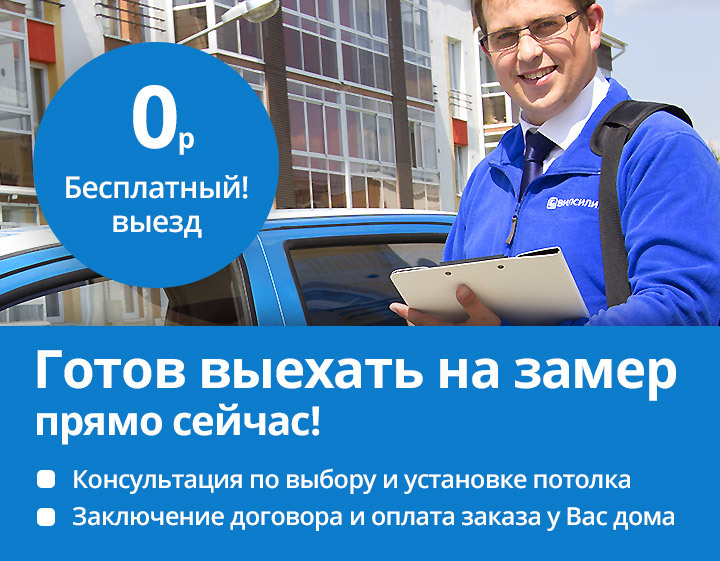 0р
Бесплатный!
выезд
ВИПСИЛИ
Готов выехать на замер
прямо сейчас!
Консультация по выбору и установке потолка
Заключение договора и оплата заказа у Вас дома